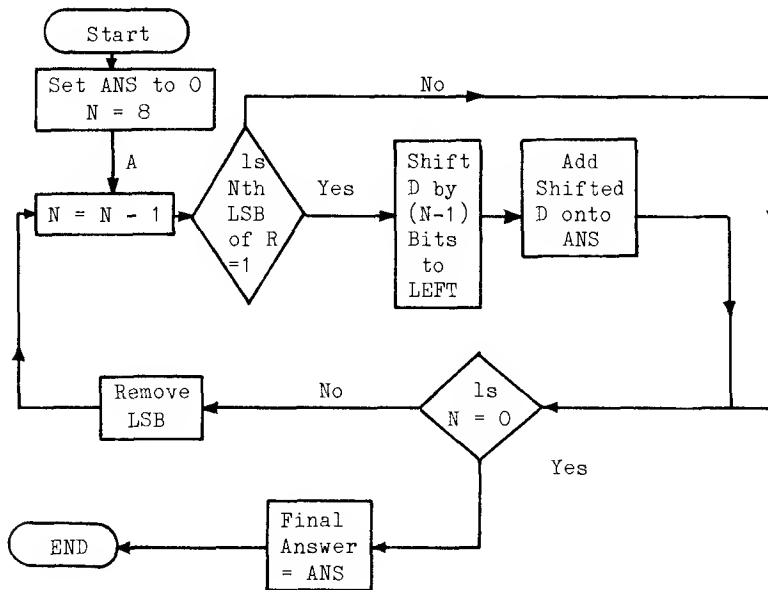 Start
Set ANS to 0
N = 8
A
N = N - 1
ls
Nth
LSB
of R
=1
No
Yes
Shift
D by
(N-1)
Bits
to
LEFT
Add
Shifted
D onto
ANS
ls
N = 0
No
Remove
LSB
Yes
Final
Answer
= ANS
END